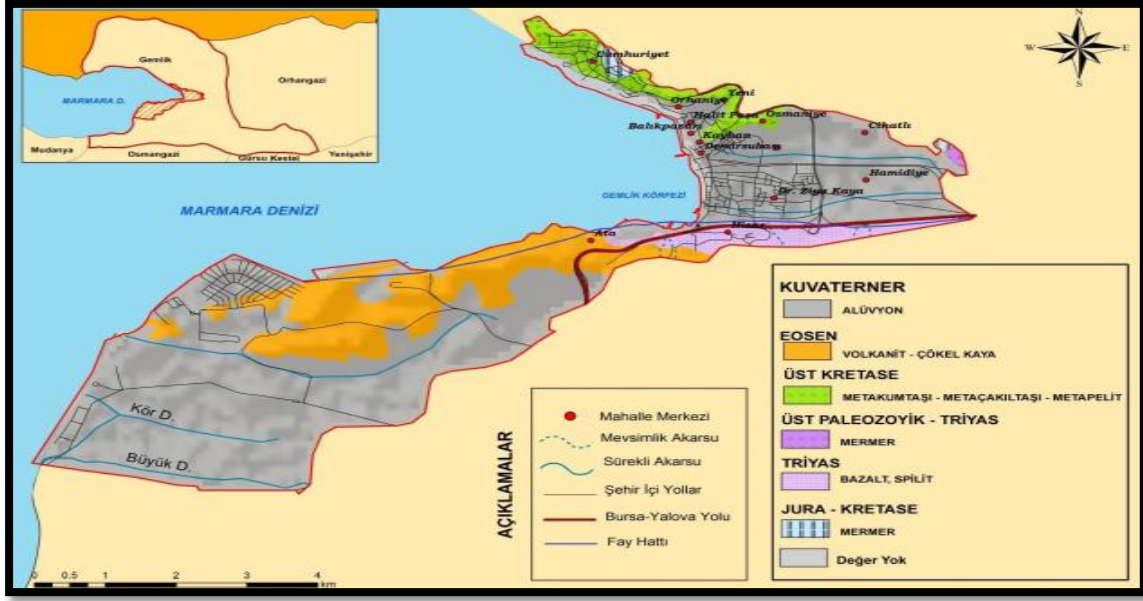 Gemlik
Orhangazi
MARMARA D.
Mudanya
Osmangazi
Gürsu Kestel
Yenişehir
N
W
E
S
Cumhuriyet
Yeni
Orhaniye
Halit Paşa
Osmaniye
Balıkpazarı
Cihatlı
Kayhan
Demirsubaşı
Hamidiye
Dr. Ziya Kaya
GEMLİK KÖRFEZİ
MARMARA DENİZİ
Ata
Hisar
Kör D.
Büyük D.
0 0.5 1 2 3 4
km
AÇIKLAMALAR
Mahalle Merkezi
Mevsimlik Akarsu
Sürekli Akarsu
Şehir İçi Yollar
Bursa-Yalova Yolu
Fay Hattı
KUVATERNER
ALÜVYON
EOSEN
VOLKANİT - ÇÖKEL KAYA
ÜST KRETASE
METAKUMTAŞI - METAÇAKILTAŞI - METAPELİT
ÜST PALEOZOYİK - TRİYAS
MERMER
TRİYAS
BAZALT, SPİLİT
JURA - KRETASE
MERMER
Değer Yok